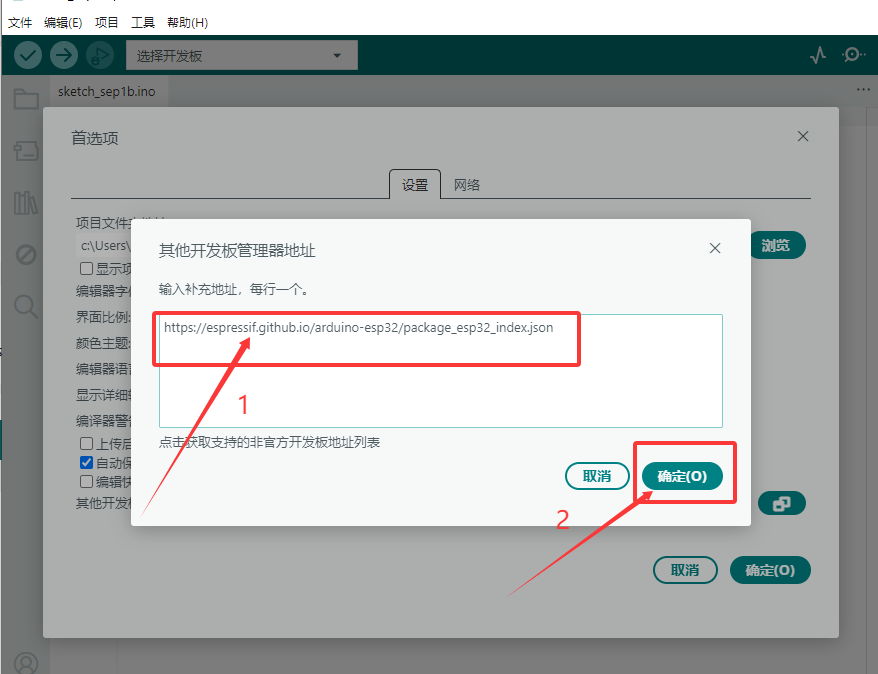 文件 编辑(E) 项目 工具 帮助(H)
选择开发板
sketch_sep1b.ino
首选项
设置 网络
项目文件夹地址
c:\Users\
浏览
显示项
编辑器字
界面比例:
颜色主题:
编辑器语
显示详细
编译器警
上传后
自动保
编辑快
其他开发板
其他开发板管理器地址
输入补充地址，每行一个。
https://espressif.github.io/arduino-esp32/package_esp32_index.json
1
点击获取支持的非官方开发板地址列表
取消 确定(O)
2
取消 确定(O)